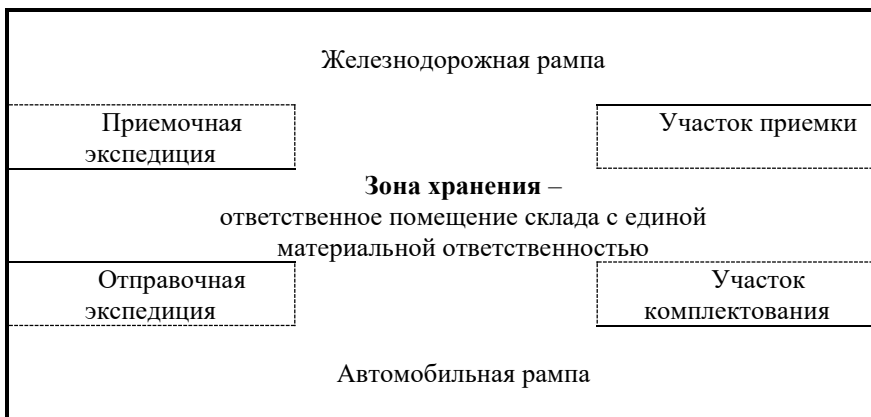 Железнодорожная рампа
Приемочная
экспедиция
Участок приемки
Зона хранения –
ответственное помещение склада с единой
материальной ответственностью
Отправочная
экспедиция
Участок
комплектования
Автомобильная рампа